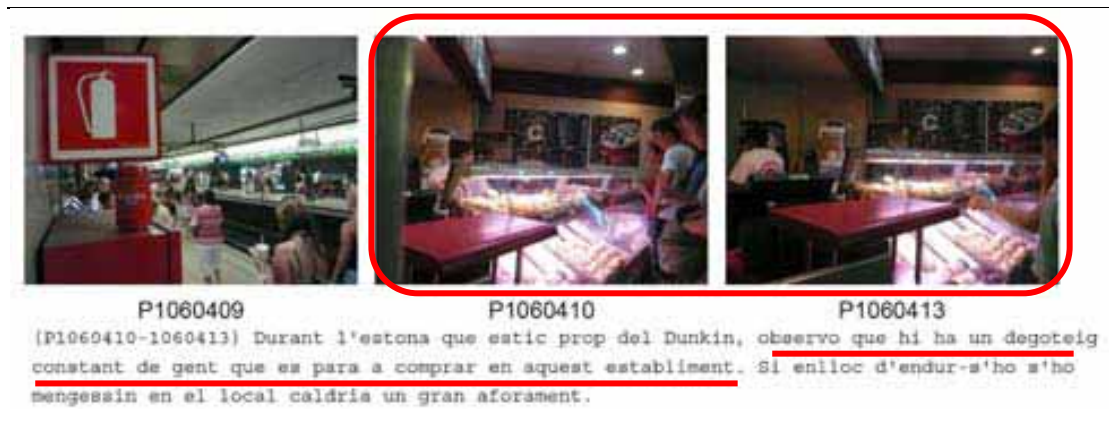 P1060409 P1060410 P1060413
(P1060410-1060413) Durant l'estona que estic prop del Dunkin, observo que hi ha un degoteig
constant de gent que es para a comprar en aquest establiment. Si enlloc d'endur-s'ho s'ho
mengessin en el local caldria un gran aforament.